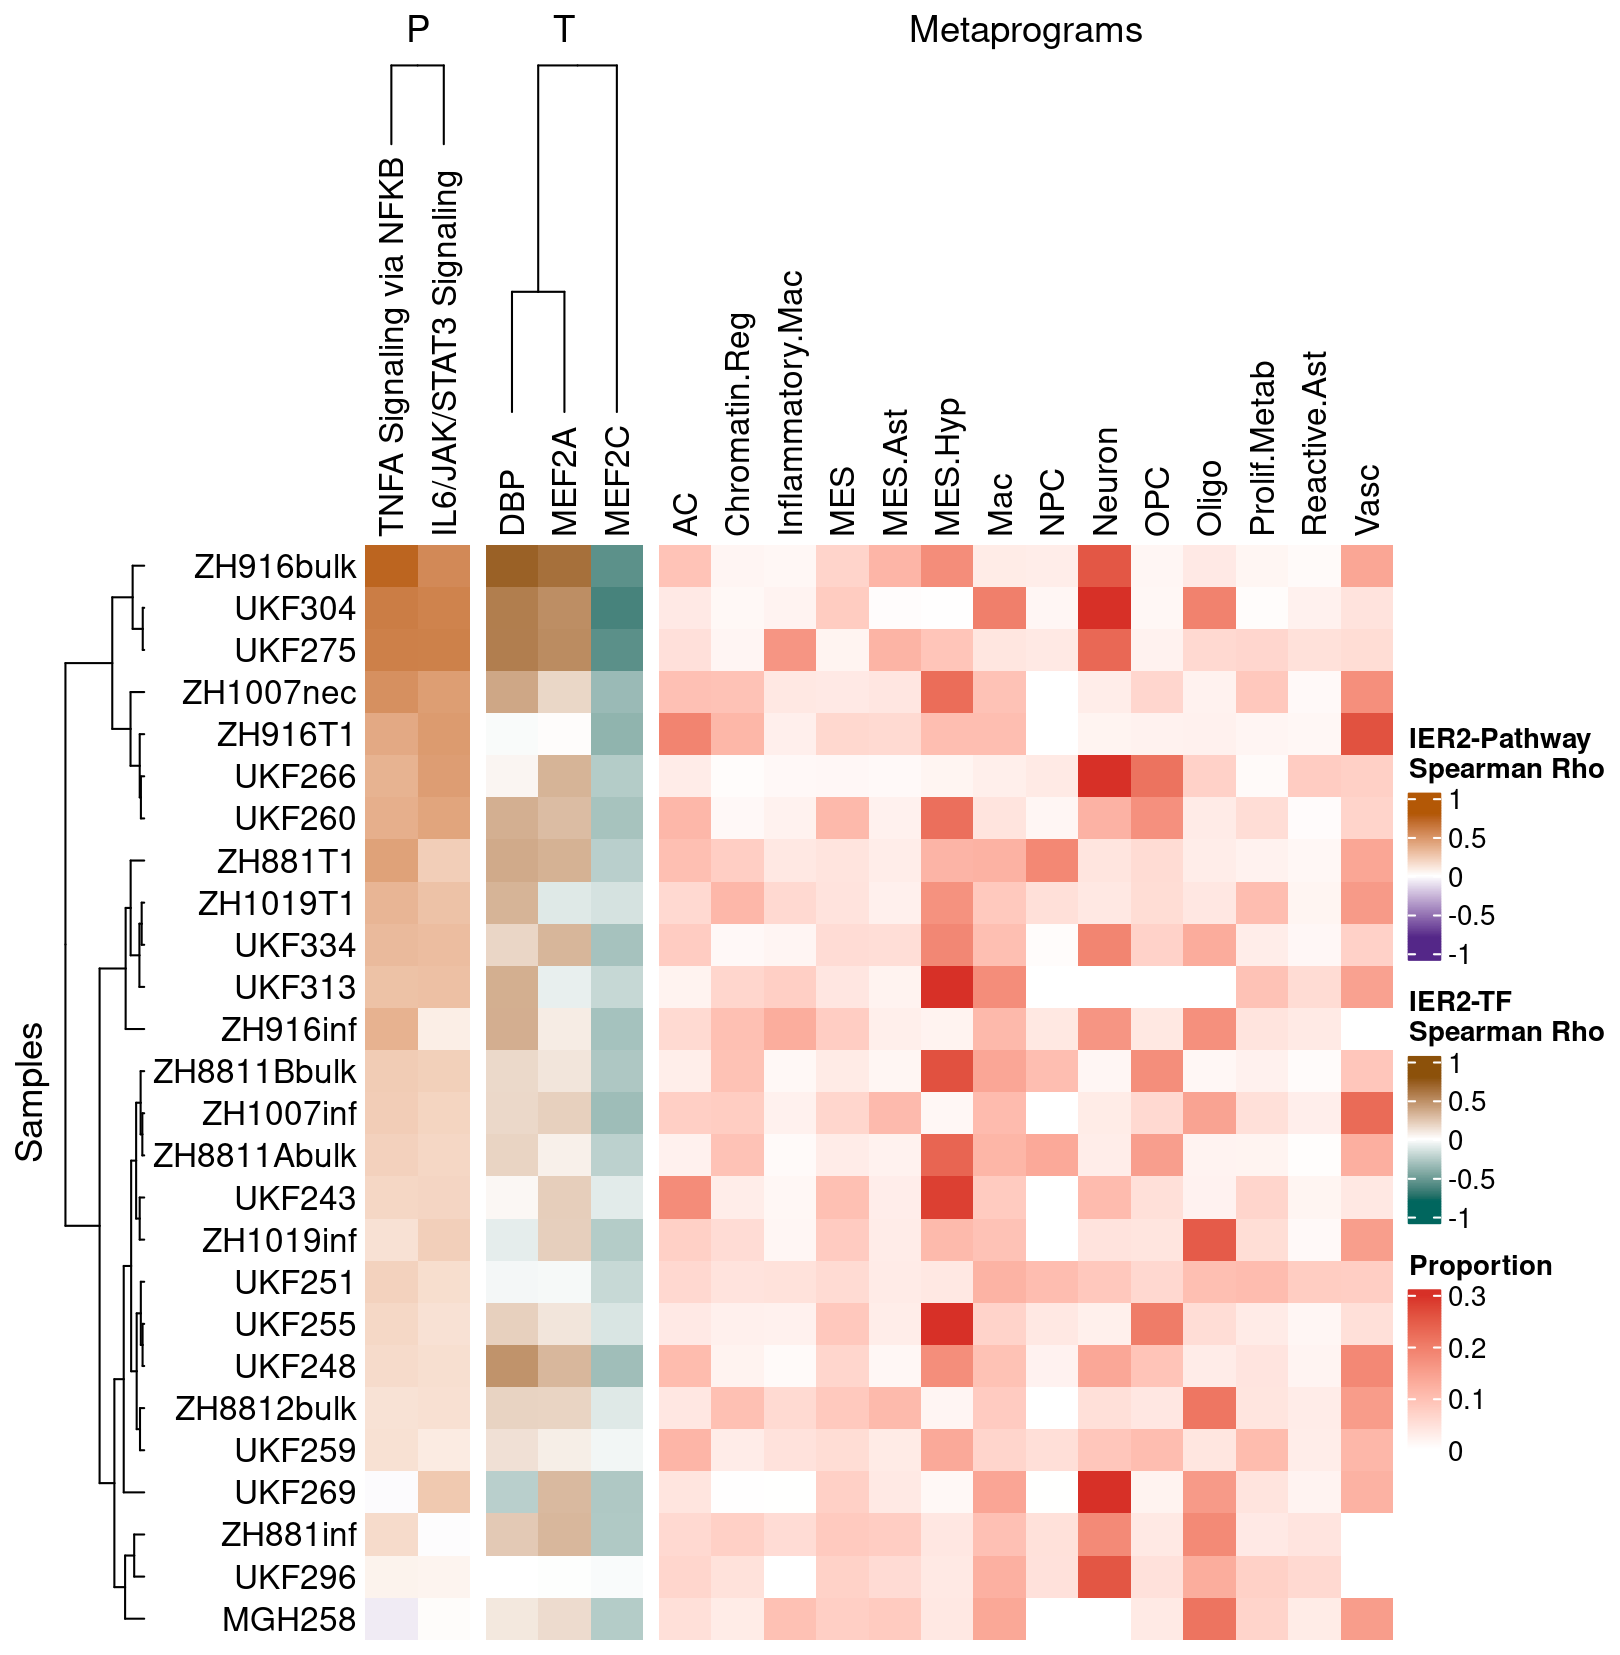 P
T
Metaprograms
TNFA Signaling via NFKB
IL6/JAK/STAT3 Signaling
DBP
MEF2A
MEF2C
AC
Chromatin.Reg
Inflammatory.Mac
MES
MES.Ast
MES.Hyp
Mac
NPC
Neuron
OPC
Oligo
Prolif.Metab
Reactive.Ast
Vasc
Samples
ZH916bulk
UKF304
UKF275
ZH1007nec
ZH916T1
UKF266
UKF260
ZH881T1
ZH1019T1
UKF334
UKF313
ZH916inf
ZH8811Bbulk
ZH1007inf
ZH8811Abulk
UKF243
ZH1019inf
UKF251
UKF255
UKF248
ZH8812bulk
UKF259
UKF269
ZH881inf
UKF296
MGH258
IER2-Pathway
Spearman Rho
1
0.5
0
-0.5
-1
IER2-TF
Spearman Rho
1
0.5
0
-0.5
-1
Proportion
0.3
0.2
0.1
0